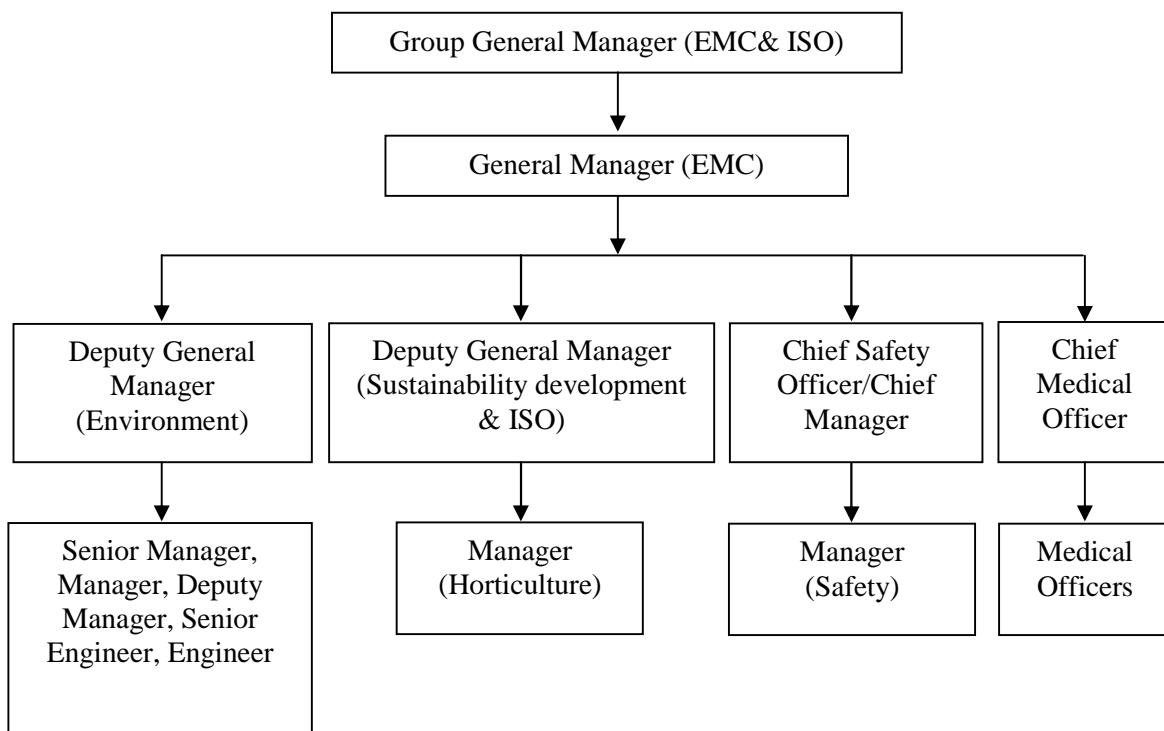 Group General Manager (EMC& ISO)
General Manager (EMC)
Deputy General
Manager
(Environment)
Deputy General Manager
(Sustainability development
& ISO)
Chief Safety
Officer/Chief
Manager
Chief
Medical
Officer
Senior Manager,
Manager, Deputy
Manager, Senior
Engineer, Engineer
Manager
(Horticulture)
Manager
(Safety)
Medical
Officers